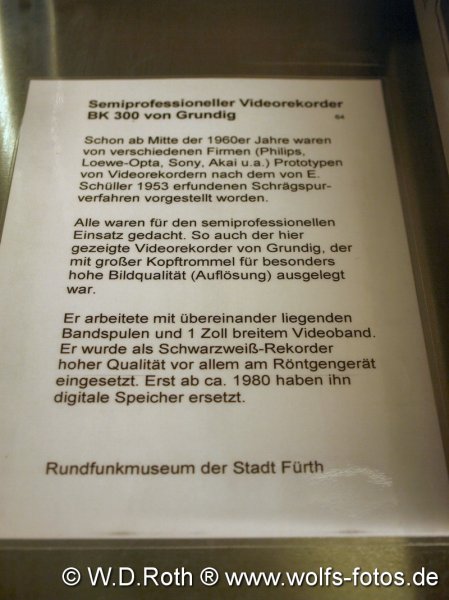 Semiprofessioneller Videorekorder
BK 300 von Grundig 64
Schon ab Mitte der 1960er Jahre waren
von verschiedenen Firmen (Philips,
Loewe-Opta, Sony, Akai u.a.) Prototypen
von Videorekordern nach dem von E.
Schüller 1953 erfundenen Schrägspur-
verfahren vorgestellt worden.
Alle waren für den semiprofessionellen
Einsatz gedacht. So auch der hier
gezeigte Videorekorder von Grundig, der
mit großer Kopftrommel für besonders
hohe Bildqualität (Auflösung) ausgelegt
war.
Er arbeitete mit übereinander liegenden
Bandspulen und 1 Zoll breitem Videoband.
Er wurde als Schwarzweiß-Rekorder
hoher Qualität vor allem am Röntgengerät
eingesetzt. Erst ab ca. 1980 haben ihn
digitale Speicher ersetzt.
Rundfunkmuseum der Stadt Fürth
© W.D.Roth ® www.wolfs-fotos.de